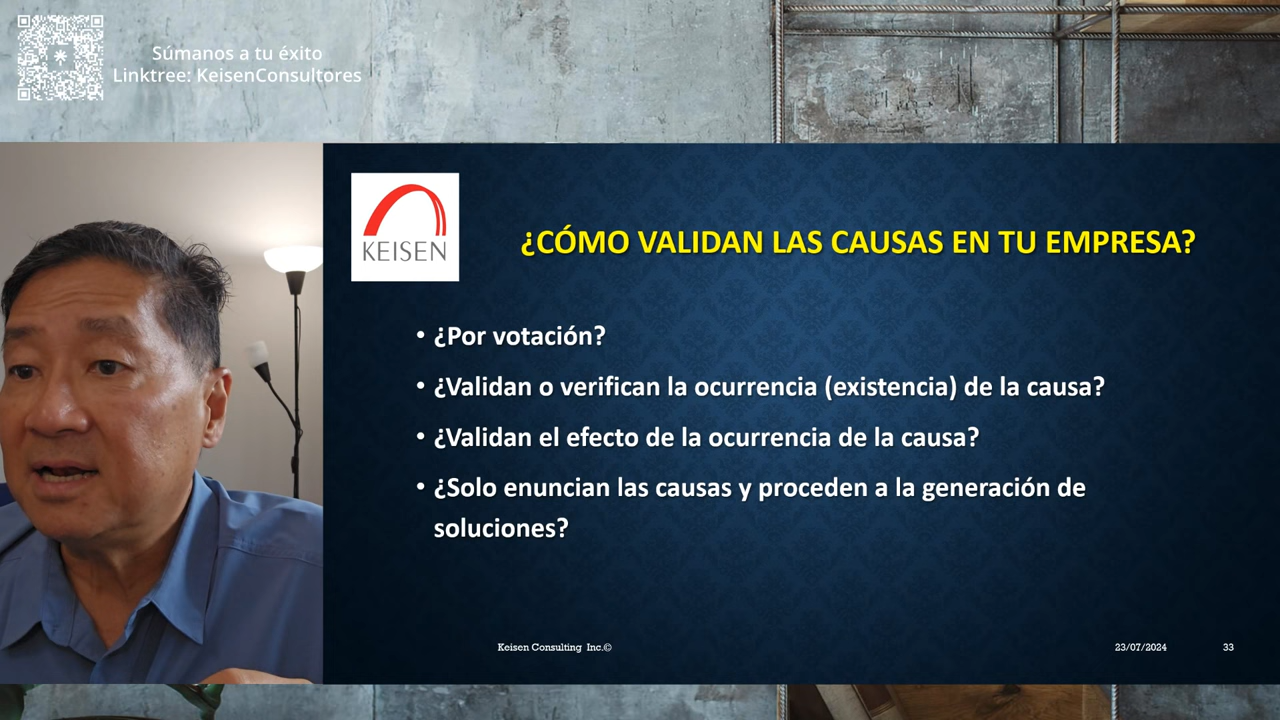 Súmanos a tu éxito
Linktree: KeisenConsultores
KEISEN
¿CÓMO VALIDAN LAS CAUSAS EN TU EMPRESA?
• ¿Por votación?
• ¿Validan o verifican la ocurrencia (existencia) de la causa?
• ¿Validan el efecto de la ocurrencia de la causa?
• ¿Solo enuncian las causas y proceden a la generación de
soluciones?
Keisen Consulting Inc.© 23/07/2024 33